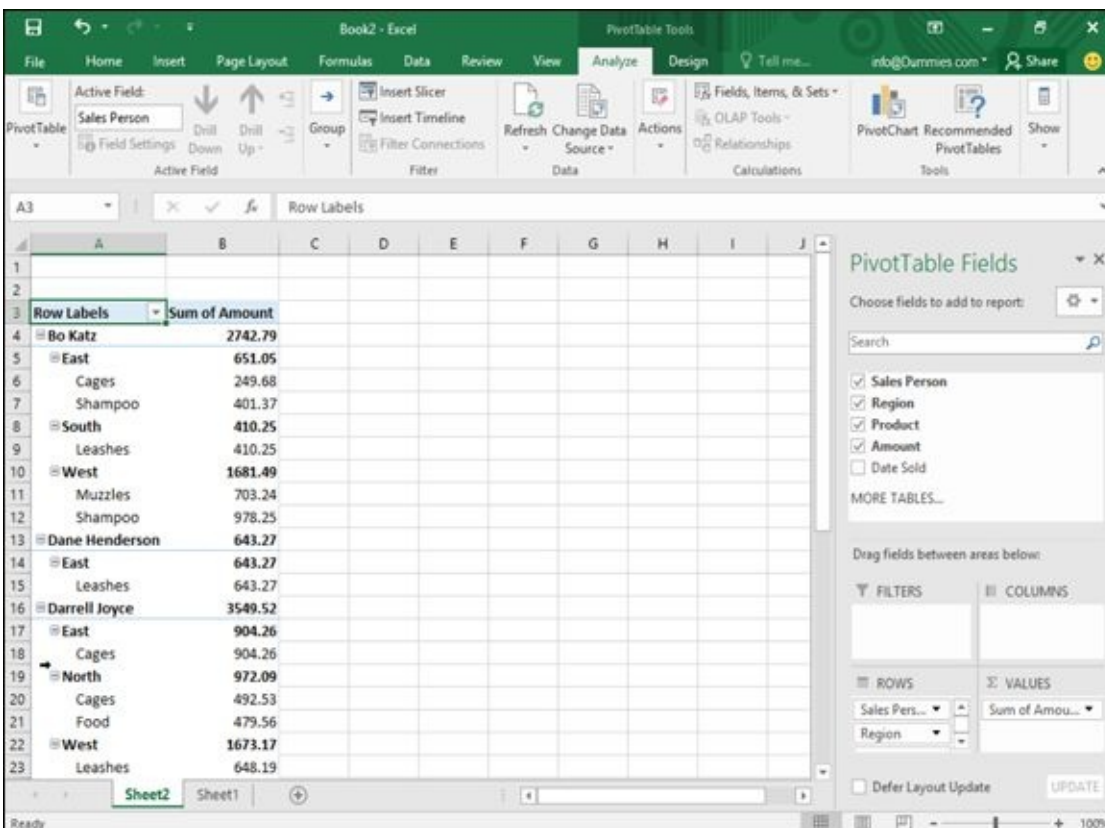 Book2 - Excel
PivotTable Tools
File Home Insert Page Layout Formulas Data Review View Analyze Design Tell me... info@Dummies.com Share
PivotTable
Active Field:
Sales Person
Field Settings
Drill Down
Drill Up
Active Field
Group
Insert Slicer
Insert Timeline
Filter Connections
Filter
Refresh
Change Data Source
Data
Actions
Fields, Items, & Sets
OLAP Tools
Relationships
Calculations
PivotChart
Recommended PivotTables
Tools
Show
A3 fx Row Labels
A B C D E F G H I J
1
2
3 Row Labels Sum of Amount
4 Bo Katz 2742.79
5 East 651.05
6 Cages 249.68
7 Shampoo 401.37
8 South 410.25
9 Leashes 410.25
10 West 1681.49
11 Muzzles 703.24
12 Shampoo 978.25
13 Dane Henderson 643.27
14 East 643.27
15 Leashes 643.27
16 Darrell Joyce 3549.52
17 East 904.26
18 Cages 904.26
19 North 972.09
20 Cages 492.53
21 Food 479.56
22 West 1673.17
23 Leashes 648.19
PivotTable Fields
Choose fields to add to report:
Search
Sales Person
Region
Product
Amount
Date Sold
MORE TABLES...
Drag fields between areas below:
FILTERS
COLUMNS
ROWS
Σ VALUES
Sales Pers...
Sum of Amou...
Region
Defer Layout Update
UPDATE
Sheet2 Sheet1
Ready
100%